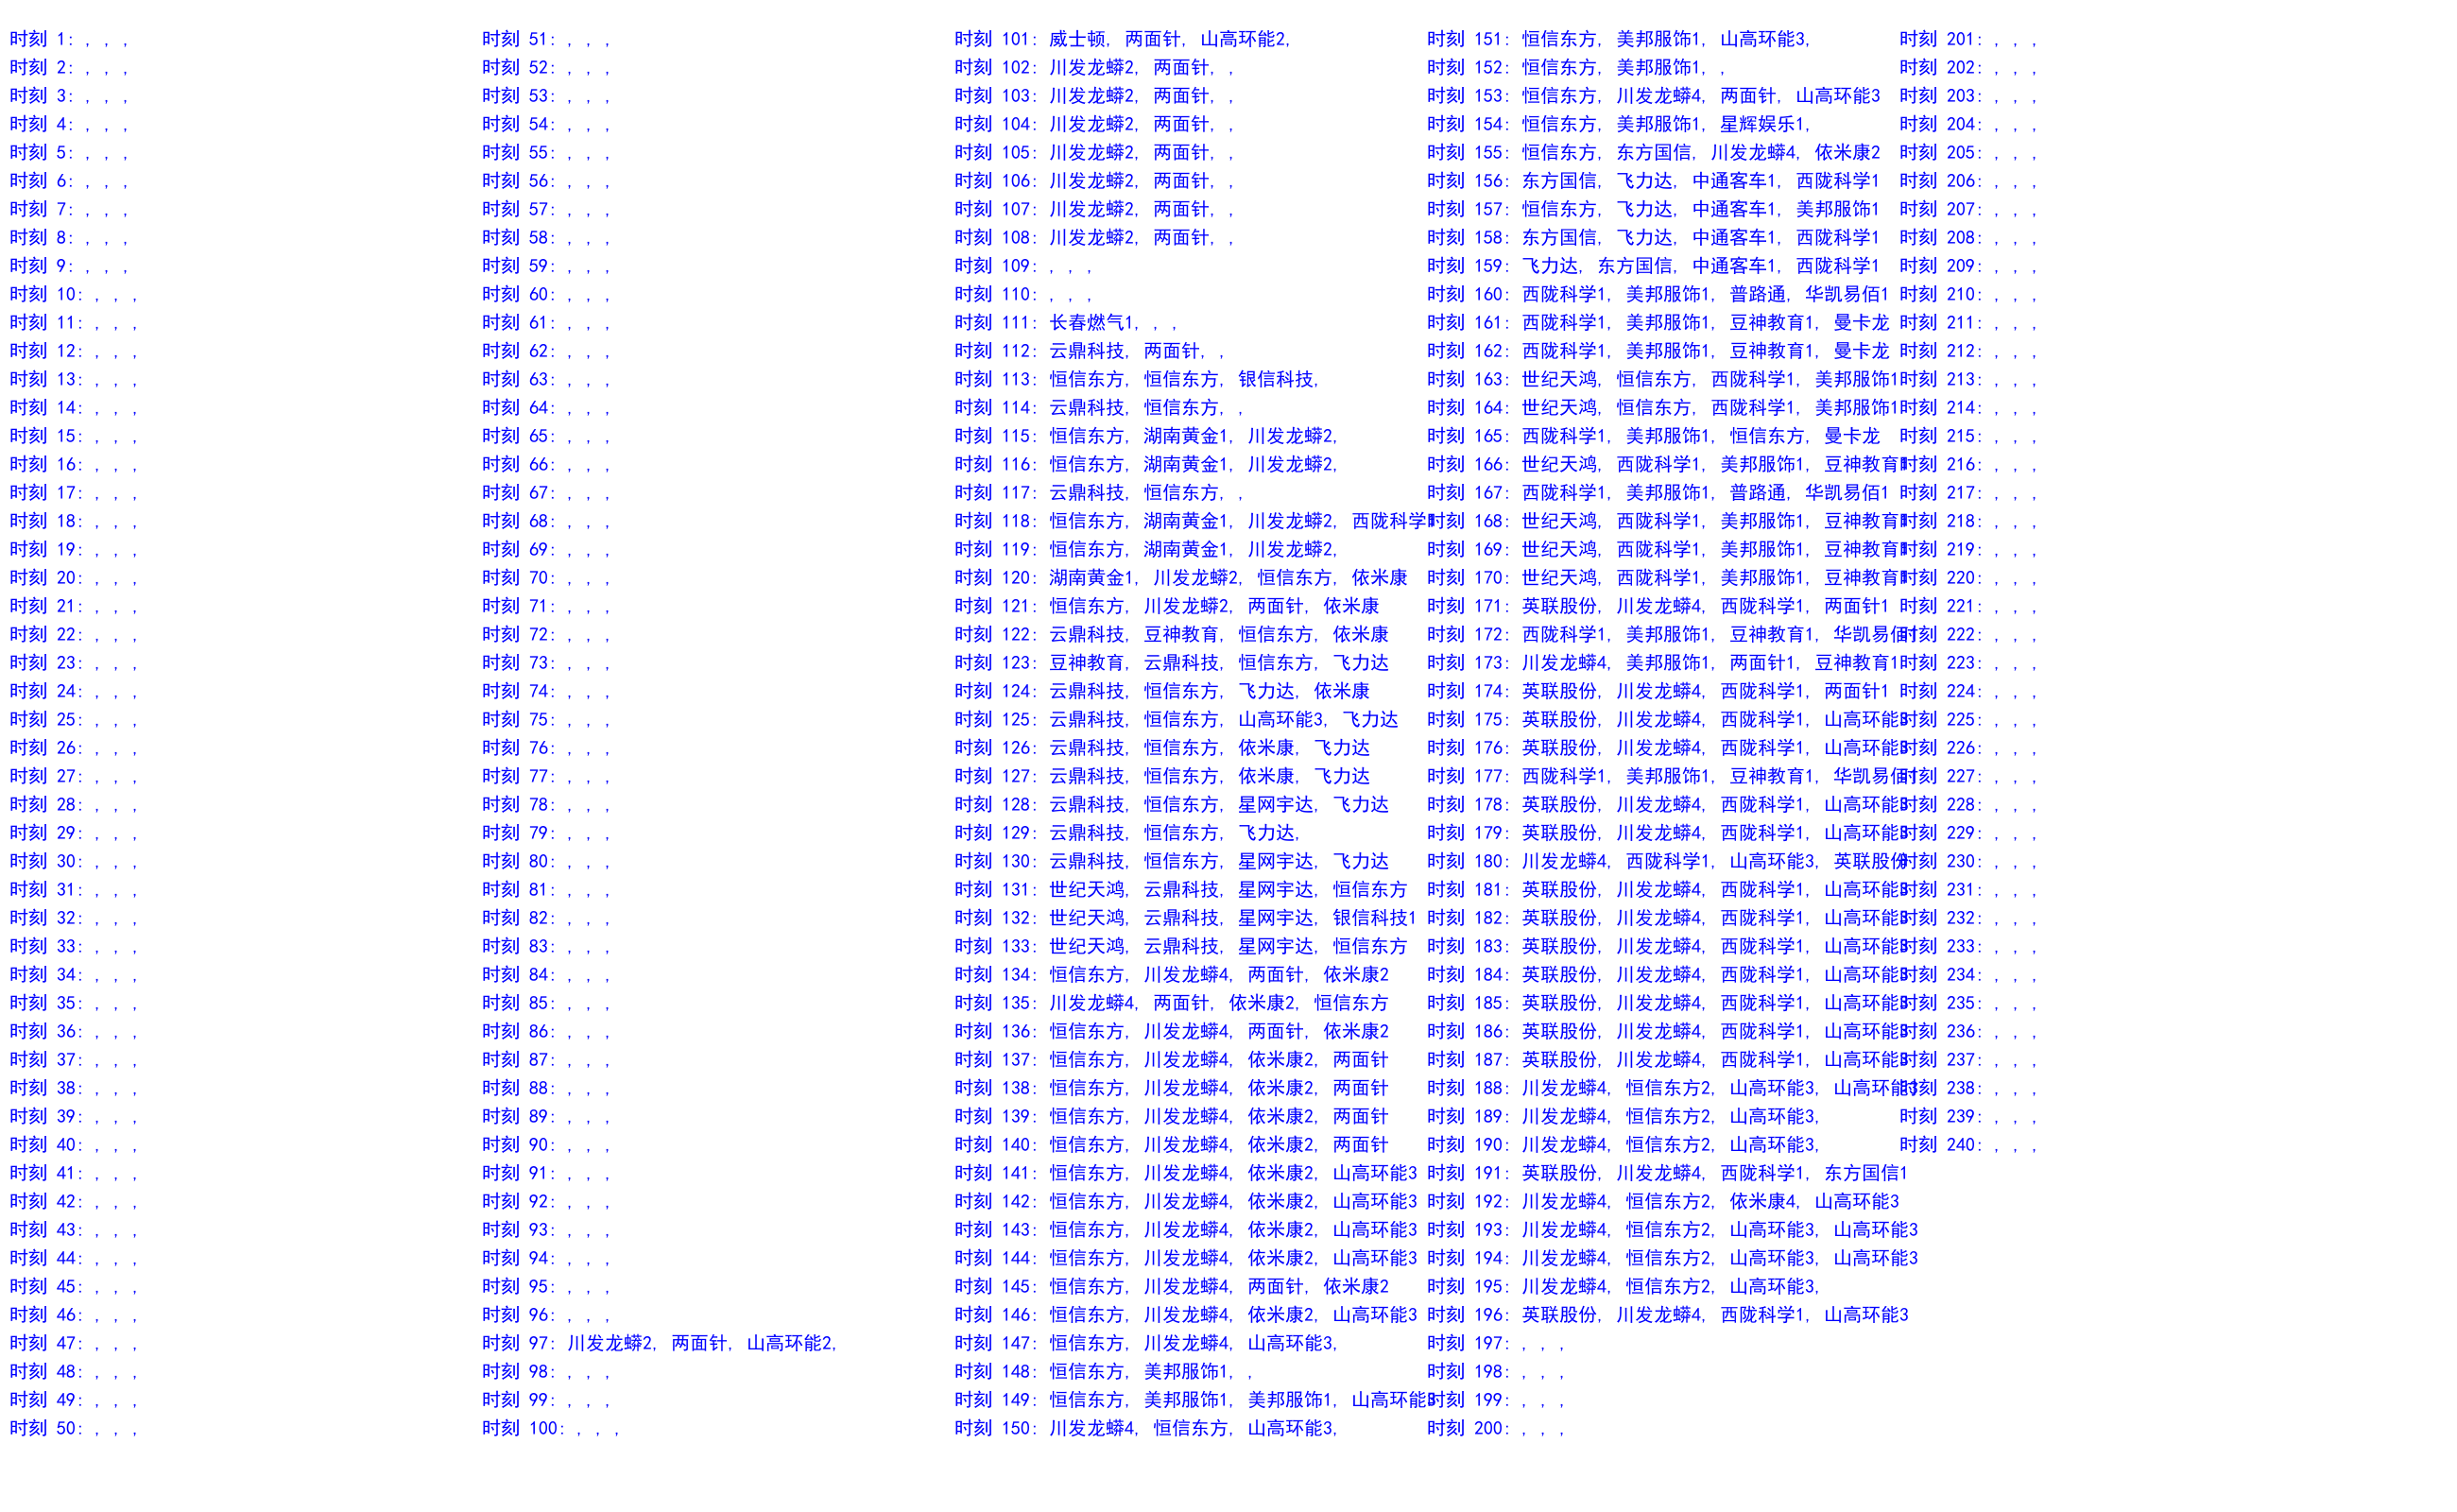 时刻 1: , , ,
时刻 2: , , ,
时刻 3: , , ,
时刻 4: , , ,
时刻 5: , , ,
时刻 6: , , ,
时刻 7: , , ,
时刻 8: , , ,
时刻 9: , , ,
时刻 10: , , ,
时刻 11: , , ,
时刻 12: , , ,
时刻 13: , , ,
时刻 14: , , ,
时刻 15: , , ,
时刻 16: , , ,
时刻 17: , , ,
时刻 18: , , ,
时刻 19: , , ,
时刻 20: , , ,
时刻 21: , , ,
时刻 22: , , ,
时刻 23: , , ,
时刻 24: , , ,
时刻 25: , , ,
时刻 26: , , ,
时刻 27: , , ,
时刻 28: , , ,
时刻 29: , , ,
时刻 30: , , ,
时刻 31: , , ,
时刻 32: , , ,
时刻 33: , , ,
时刻 34: , , ,
时刻 35: , , ,
时刻 36: , , ,
时刻 37: , , ,
时刻 38: , , ,
时刻 39: , , ,
时刻 40: , , ,
时刻 41: , , ,
时刻 42: , , ,
时刻 43: , , ,
时刻 44: , , ,
时刻 45: , , ,
时刻 46: , , ,
时刻 47: , , ,
时刻 48: , , ,
时刻 49: , , ,
时刻 50: , , ,
时刻 51: , , ,
时刻 52: , , ,
时刻 53: , , ,
时刻 54: , , ,
时刻 55: , , ,
时刻 56: , , ,
时刻 57: , , ,
时刻 58: , , ,
时刻 59: , , ,
时刻 60: , , ,
时刻 61: , , ,
时刻 62: , , ,
时刻 63: , , ,
时刻 64: , , ,
时刻 65: , , ,
时刻 66: , , ,
时刻 67: , , ,
时刻 68: , , ,
时刻 69: , , ,
时刻 70: , , ,
时刻 71: , , ,
时刻 72: , , ,
时刻 73: , , ,
时刻 74: , , ,
时刻 75: , , ,
时刻 76: , , ,
时刻 77: , , ,
时刻 78: , , ,
时刻 79: , , ,
时刻 80: , , ,
时刻 81: , , ,
时刻 82: , , ,
时刻 83: , , ,
时刻 84: , , ,
时刻 85: , , ,
时刻 86: , , ,
时刻 87: , , ,
时刻 88: , , ,
时刻 89: , , ,
时刻 90: , , ,
时刻 91: , , ,
时刻 92: , , ,
时刻 93: , , ,
时刻 94: , , ,
时刻 95: , , ,
时刻 96: , , ,
时刻 97: 川发龙蟒2, 两面针, 山高环能2,
时刻 98: , , ,
时刻 99: , , ,
时刻 100: , , ,
时刻 101: 威士顿, 两面针, 山高环能2,
时刻 102: 川发龙蟒2, 两面针, ,
时刻 103: 川发龙蟒2, 两面针, ,
时刻 104: 川发龙蟒2, 两面针, ,
时刻 105: 川发龙蟒2, 两面针, ,
时刻 106: 川发龙蟒2, 两面针, ,
时刻 107: 川发龙蟒2, 两面针, ,
时刻 108: 川发龙蟒2, 两面针, ,
时刻 109: , , ,
时刻 110: , , ,
时刻 111: 长春燃气1, , ,
时刻 112: 云鼎科技, 两面针, ,
时刻 113: 恒信东方, 恒信东方, 银信科技,
时刻 114: 云鼎科技, 恒信东方, ,
时刻 115: 恒信东方, 湖南黄金1, 川发龙蟒2,
时刻 116: 恒信东方, 湖南黄金1, 川发龙蟒2,
时刻 117: 云鼎科技, 恒信东方, ,
时刻 118: 恒信东方, 湖南黄金1, 川发龙蟒2, 西陇科学
时刻 119: 恒信东方, 湖南黄金1, 川发龙蟒2,
时刻 120: 湖南黄金1, 川发龙蟒2, 恒信东方, 依米康
时刻 121: 恒信东方, 川发龙蟒2, 两面针, 依米康
时刻 122: 云鼎科技, 豆神教育, 恒信东方, 依米康
时刻 123: 豆神教育, 云鼎科技, 恒信东方, 飞力达
时刻 124: 云鼎科技, 恒信东方, 飞力达, 依米康
时刻 125: 云鼎科技, 恒信东方, 山高环能3, 飞力达
时刻 126: 云鼎科技, 恒信东方, 依米康, 飞力达
时刻 127: 云鼎科技, 恒信东方, 依米康, 飞力达
时刻 128: 云鼎科技, 恒信东方, 星网宇达, 飞力达
时刻 129: 云鼎科技, 恒信东方, 飞力达,
时刻 130: 云鼎科技, 恒信东方, 星网宇达, 飞力达
时刻 131: 世纪天鸿, 云鼎科技, 星网宇达, 恒信东方
时刻 132: 世纪天鸿, 云鼎科技, 星网宇达, 银信科技1
时刻 133: 世纪天鸿, 云鼎科技, 星网宇达, 恒信东方
时刻 134: 恒信东方, 川发龙蟒4, 两面针, 依米康2
时刻 135: 川发龙蟒4, 两面针, 依米康2, 恒信东方
时刻 136: 恒信东方, 川发龙蟒4, 两面针, 依米康2
时刻 137: 恒信东方, 川发龙蟒4, 依米康2, 两面针
时刻 138: 恒信东方, 川发龙蟒4, 依米康2, 两面针
时刻 139: 恒信东方, 川发龙蟒4, 依米康2, 两面针
时刻 140: 恒信东方, 川发龙蟒4, 依米康2, 两面针
时刻 141: 恒信东方, 川发龙蟒4, 依米康2, 山高环能3
时刻 142: 恒信东方, 川发龙蟒4, 依米康2, 山高环能3
时刻 143: 恒信东方, 川发龙蟒4, 依米康2, 山高环能3
时刻 144: 恒信东方, 川发龙蟒4, 依米康2, 山高环能3
时刻 145: 恒信东方, 川发龙蟒4, 两面针, 依米康2
时刻 146: 恒信东方, 川发龙蟒4, 依米康2, 山高环能3
时刻 147: 恒信东方, 川发龙蟒4, 山高环能3,
时刻 148: 恒信东方, 美邦服饰1, ,
时刻 149: 恒信东方, 美邦服饰1, 美邦服饰1, 山高环能3
时刻 150: 川发龙蟒4, 恒信东方, 山高环能3,
时刻 151: 恒信东方, 美邦服饰1, 山高环能3,
时刻 152: 恒信东方, 美邦服饰1, ,
时刻 153: 恒信东方, 川发龙蟒4, 两面针, 山高环能3
时刻 154: 恒信东方, 美邦服饰1, 星辉娱乐1,
时刻 155: 恒信东方, 东方国信, 川发龙蟒4, 依米康2
时刻 156: 东方国信, 飞力达, 中通客车1, 西陇科学1
时刻 157: 恒信东方, 飞力达, 中通客车1, 美邦服饰1
时刻 158: 东方国信, 飞力达, 中通客车1, 西陇科学1
时刻 159: 飞力达, 东方国信, 中通客车1, 西陇科学1
时刻 160: 西陇科学1, 美邦服饰1, 普路通, 华凯易佰1
时刻 161: 西陇科学1, 美邦服饰1, 豆神教育1, 曼卡龙
时刻 162: 西陇科学1, 美邦服饰1, 豆神教育1, 曼卡龙
时刻 163: 世纪天鸿, 恒信东方, 西陇科学1, 美邦服饰1
时刻 164: 世纪天鸿, 恒信东方, 西陇科学1, 美邦服饰1
时刻 165: 西陇科学1, 美邦服饰1, 恒信东方, 曼卡龙
时刻 166: 世纪天鸿, 西陇科学1, 美邦服饰1, 豆神教育
时刻 167: 西陇科学1, 美邦服饰1, 普路通, 华凯易佰1
时刻 168: 世纪天鸿, 西陇科学1, 美邦服饰1, 豆神教育
时刻 169: 世纪天鸿, 西陇科学1, 美邦服饰1, 豆神教育
时刻 170: 世纪天鸿, 西陇科学1, 美邦服饰1, 豆神教育
时刻 171: 英联股份, 川发龙蟒4, 西陇科学1, 两面针1
时刻 172: 西陇科学1, 美邦服饰1, 豆神教育1, 华凯易佰1
时刻 173: 川发龙蟒4, 美邦服饰1, 两面针1, 豆神教育1
时刻 174: 英联股份, 川发龙蟒4, 西陇科学1, 两面针1
时刻 175: 英联股份, 川发龙蟒4, 西陇科学1, 山高环能3
时刻 176: 英联股份, 川发龙蟒4, 西陇科学1, 山高环能3
时刻 177: 西陇科学1, 美邦服饰1, 豆神教育1, 华凯易佰1
时刻 178: 英联股份, 川发龙蟒4, 西陇科学1, 山高环能3
时刻 179: 英联股份, 川发龙蟒4, 西陇科学1, 山高环能3
时刻 180: 川发龙蟒4, 西陇科学1, 山高环能3, 英联股份
时刻 181: 英联股份, 川发龙蟒4, 西陇科学1, 山高环能3
时刻 182: 英联股份, 川发龙蟒4, 西陇科学1, 山高环能3
时刻 183: 英联股份, 川发龙蟒4, 西陇科学1, 山高环能3
时刻 184: 英联股份, 川发龙蟒4, 西陇科学1, 山高环能3
时刻 185: 英联股份, 川发龙蟒4, 西陇科学1, 山高环能3
时刻 186: 英联股份, 川发龙蟒4, 西陇科学1, 山高环能3
时刻 187: 英联股份, 川发龙蟒4, 西陇科学1, 山高环能3
时刻 188: 川发龙蟒4, 恒信东方2, 山高环能3, 山高环能3
时刻 189: 川发龙蟒4, 恒信东方2, 山高环能3,
时刻 190: 川发龙蟒4, 恒信东方2, 山高环能3,
时刻 191: 英联股份, 川发龙蟒4, 西陇科学1, 东方国信1
时刻 192: 川发龙蟒4, 恒信东方2, 依米康4, 山高环能3
时刻 193: 川发龙蟒4, 恒信东方2, 山高环能3, 山高环能3
时刻 194: 川发龙蟒4, 恒信东方2, 山高环能3, 山高环能3
时刻 195: 川发龙蟒4, 恒信东方2, 山高环能3,
时刻 196: 英联股份, 川发龙蟒4, 西陇科学1, 山高环能3
时刻 197: , , ,
时刻 198: , , ,
时刻 199: , , ,
时刻 200: , , ,
时刻 201: , , ,
时刻 202: , , ,
时刻 203: , , ,
时刻 204: , , ,
时刻 205: , , ,
时刻 206: , , ,
时刻 207: , , ,
时刻 208: , , ,
时刻 209: , , ,
时刻 210: , , ,
时刻 211: , , ,
时刻 212: , , ,
时刻 213: , , ,
时刻 214: , , ,
时刻 215: , , ,
时刻 216: , , ,
时刻 217: , , ,
时刻 218: , , ,
时刻 219: , , ,
时刻 220: , , ,
时刻 221: , , ,
时刻 222: , , ,
时刻 223: , , ,
时刻 224: , , ,
时刻 225: , , ,
时刻 226: , , ,
时刻 227: , , ,
时刻 228: , , ,
时刻 229: , , ,
时刻 230: , , ,
时刻 231: , , ,
时刻 232: , , ,
时刻 233: , , ,
时刻 234: , , ,
时刻 235: , , ,
时刻 236: , , ,
时刻 237: , , ,
时刻 238: , , ,
时刻 239: , , ,
时刻 240: , , ,